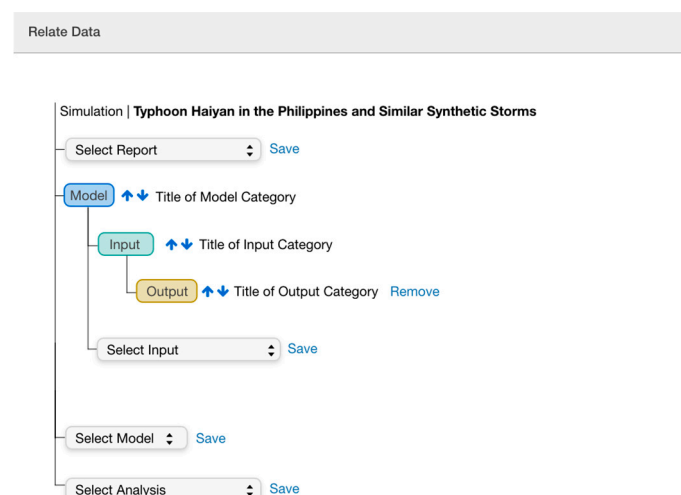 Relate Data
Simulation | Typhoon Haiyan in the Philippines and Similar Synthetic Storms
Select Report Save
Model Title of Model Category
Input Title of Input Category
Output Title of Output Category Remove
Select Input Save
Select Model Save
Select Analysis Save